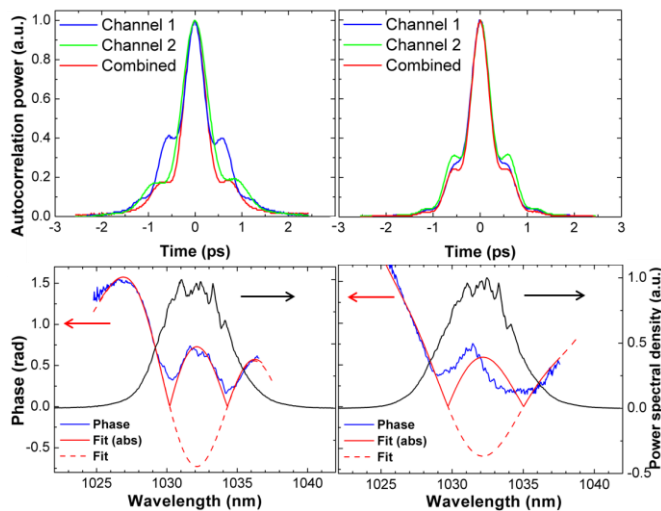 Autocorrelation power (a.u.)
1.0
0.8
0.6
0.4
0.2
0.0
Channel 1
Channel 2
Combined
-3 -2 -1 0 1 2
Time (ps)
Channel 1
Channel 2
Combined
-3 -2 -1 0 1 2 3
Time (ps)
Phase (rad)
1.5
1.0
0.5
0.0
-0.5
Phase
Fit (abs)
Fit
1025 1030 1035 1040
Wavelength (nm)
Phase
Fit (abs)
Fit
1025 1030 1035 1040
Wavelength (nm)
1.0
0.5
0.0
-0.5
Power spectral density (a.u.)